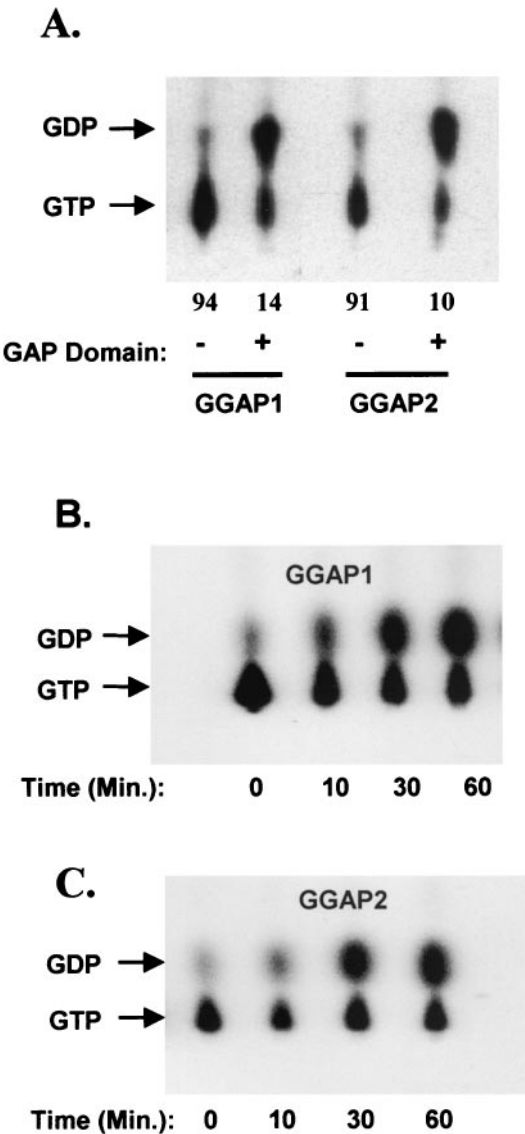 A.
GDP
GTP
94 14 91 10
GAP Domain: - + - +
GGAP1 GGAP2
B.
GGAP1
GDP
GTP
Time (Min.): 0 10 30 60
C.
GGAP2
GDP
GTP
Time (Min.): 0 10 30 60